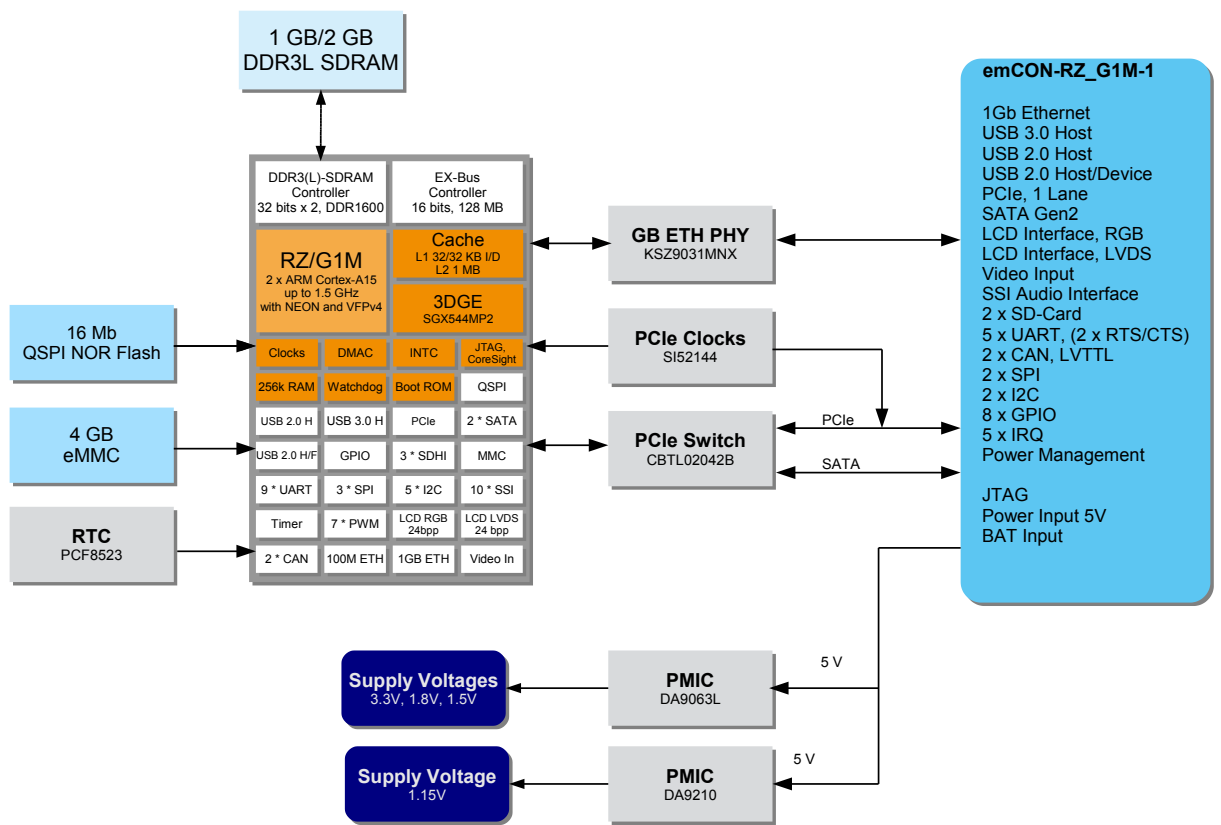 1 GB/2 GB
DDR3L SDRAM
DDR3(L)-SDRAM
Controller
32 bits x 2, DDR1600
EX-Bus
Controller
16 bits, 128 MB
RZ/G1M
2 x ARM Cortex-A15
up to 1.5 GHz
with NEON and VFPv4
Cache
L1 32/32 KB I/D
L2 1 MB
3DGE
SGX544MP2
Clocks
DMAC
INTC
JTAG,
CoreSight
256k RAM
Watchdog
Boot ROM
QSPI
USB 2.0 H
USB 3.0 H
PCIe
2 * SATA
USB 2.0 H/F
GPIO
3 * SDHI
MMC
9 * UART
3 * SPI
5 * I2C
10 * SSI
Timer
7 * PWM
LCD RGB
24bpp
LCD LVDS
24 bpp
2 * CAN
100M ETH
1GB ETH
Video In
16 Mb
QSPI NOR Flash
4 GB
eMMC
RTC
PCF8523
GB ETH PHY
KSZ9031MNX
PCIe Clocks
SI52144
PCIe Switch
CBTL02042B
PCIe
SATA
emCON-RZ_G1M-1
1Gb Ethernet
USB 3.0 Host
USB 2.0 Host
USB 2.0 Host/Device
PCIe, 1 Lane
SATA Gen2
LCD Interface, RGB
LCD Interface, LVDS
Video Input
SSI Audio Interface
2 x SD-Card
5 x UART, (2 x RTS/CTS)
2 x CAN, LVTTL
2 x SPI
2 x I2C
8 x GPIO
5 x IRQ
Power Management
JTAG
Power Input 5V
BAT Input
Supply Voltages
3.3V, 1.8V, 1.5V
PMIC
DA9063L
5 V
Supply Voltage
1.15V
PMIC
DA9210
5 V